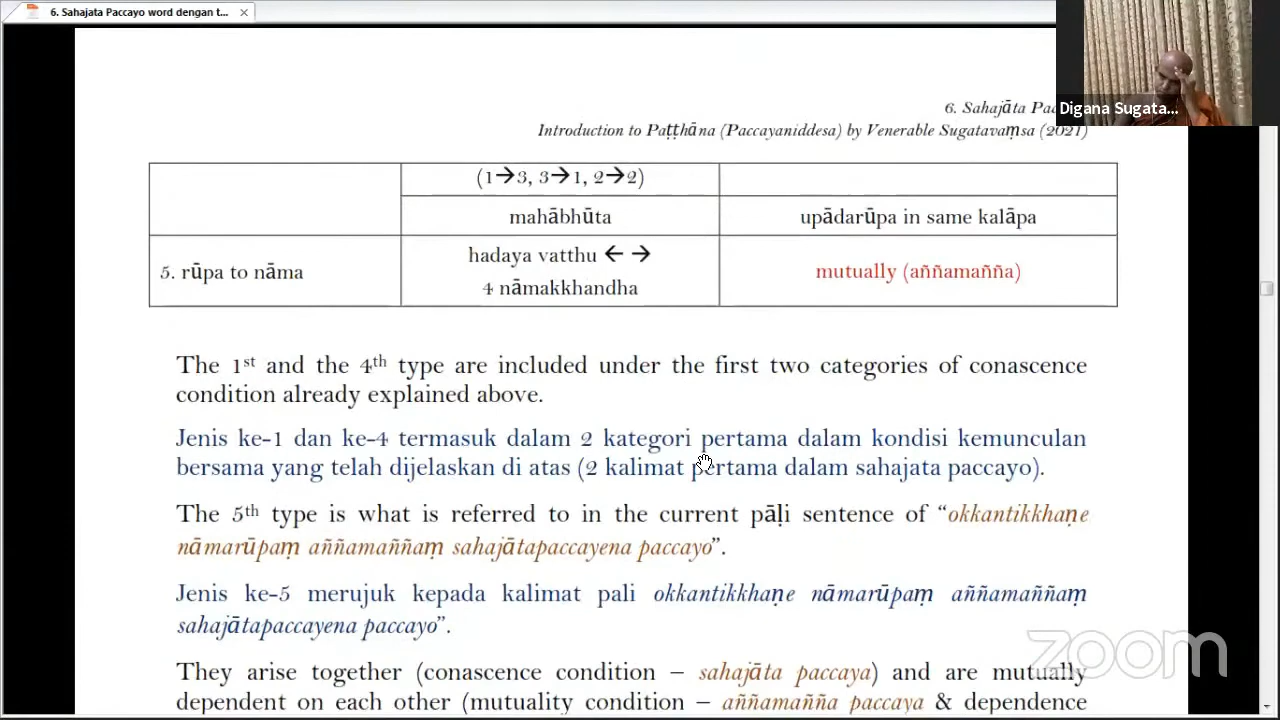 6. Sahajata Paccayo word dengan t...
Digana Sugata...
6. Sahajāta Pac
Introduction to Paṭṭhāna (Paccayaniddesa) by Venerable Sugatavaṃsa (2021)
(1→3, 3→1, 2→2)
mahābhūta
upādarūpa in same kalāpa
5. rūpa to nāma
hadaya vatthu ← →
4 nāmakkhandha
mutually (aññamañña)
The 1st and the 4th type are included under the first two categories of conascence
condition already explained above.
Jenis ke-1 dan ke-4 termasuk dalam 2 kategori pertama dalam kondisi kemunculan
bersama yang telah dijelaskan di atas (2 kalimat pertama dalam sahajata paccayo).
The 5th type is what is referred to in the current pāḷi sentence of “okkantikkhaṇe
nāmarūpaṃ aññamaññaṃ sahajātapaccayena paccayo”.
Jenis ke-5 merujuk kepada kalimat pali okkantikkhaṇe nāmarūpaṃ aññamaññaṃ
sahajātapaccayena paccayo”.
They arise together (conascence condition – sahajāta paccaya) and are mutually
dependent on each other (mutuality condition – aññamañña paccaya & dependence
zoom